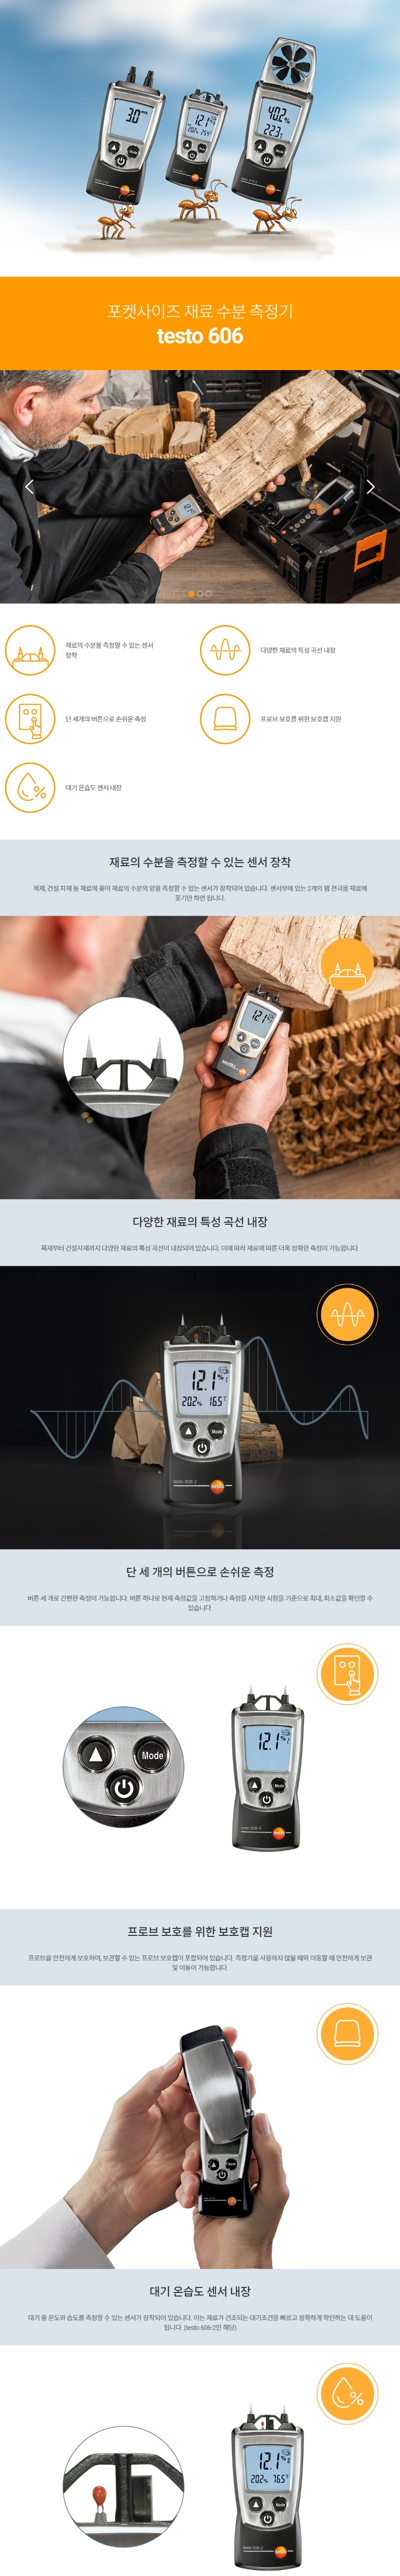 포켓사이즈 재료 수분 측정기
testo 606
재료의 수분을 측정할 수 있는 센서
장착
다양한 재료의 특성 곡선 내장
단 세개의 버튼으로 손쉬운 측정
프로브 보호를 위한 보호캡 지원
대기 온습도 센서 내장
재료의 수분을 측정할 수 있는 센서 장착
목재, 건설 자재 등 재료에 꽂아 재료의 수분의 양을 측정할 수 있는 센서가 장착되어 있습니다. 센서부에 있는 2개의 팸 전극을 재료에
꽂기만 하면 됩니다.
12.1
다양한 재료의 특성 곡선 내장
목재부터 건설자재까지 다양한 재료의 특성 곡선이 내장되어 있습니다. 이에 따라 재료에 따른 더욱 정확한 측정이 가능합니다.
12.1%
20.2% 16.5
Mode
testo 606-2
testo
단 세 개의 버튼으로 손쉬운 측정
버튼 세 개로 간편한 측정이 가능합니다. 버튼 하나로 현재 측정값을 고정하거나 측정을 시작한 시점을 기준으로 최대, 최소값을 확인할 수
있습니다.
Mode
12.1
Mode
testo
프로브 보호를 위한 보호캡 지원
프로브를 안전하게 보호하여, 보관할 수 있는 프로브 보호캡이 포함되어 있습니다. 측정기을 사용하지 않을 때와 이동할 때 안전하게 보관
및 이동이 가능합니다.
대기 온습도 센서 내장
대기 중 온도와 습도를 측정할 수 있는 센서가 장착되어 있습니다. 이는 재료가 건조되는 대기조건을 빠르고 정확하게 확인하는 데 도움이
됩니다. (testo 606-2만 해당)
%
12.1
20.2% 16.5
Mode
testo